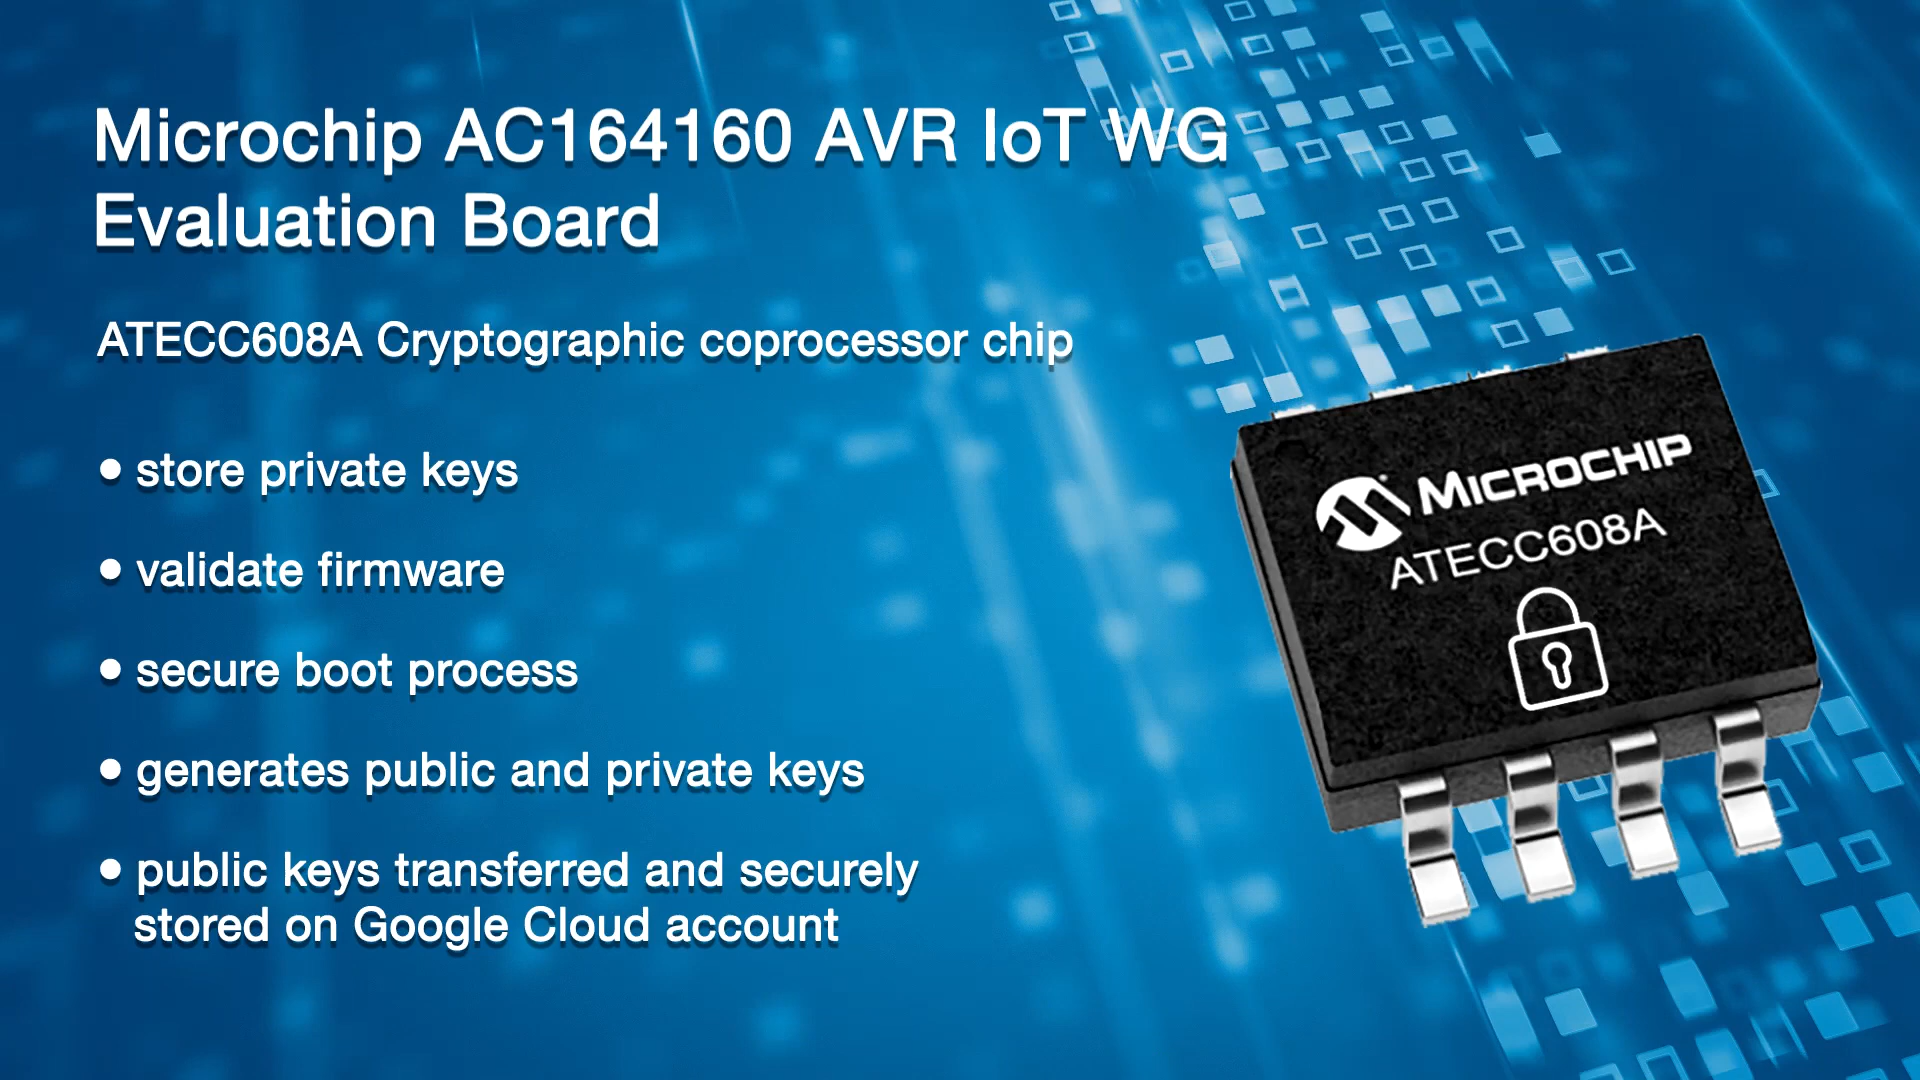 Microchip AC164160 AVR IoT WG
Evaluation Board
ATECC608A Cryptographic coprocessor chip
• store private keys
• validate firmware
• secure boot process
• generates public and private keys
• public keys transferred and securely
stored on Google Cloud account
MICROCHIP
ATECC608A